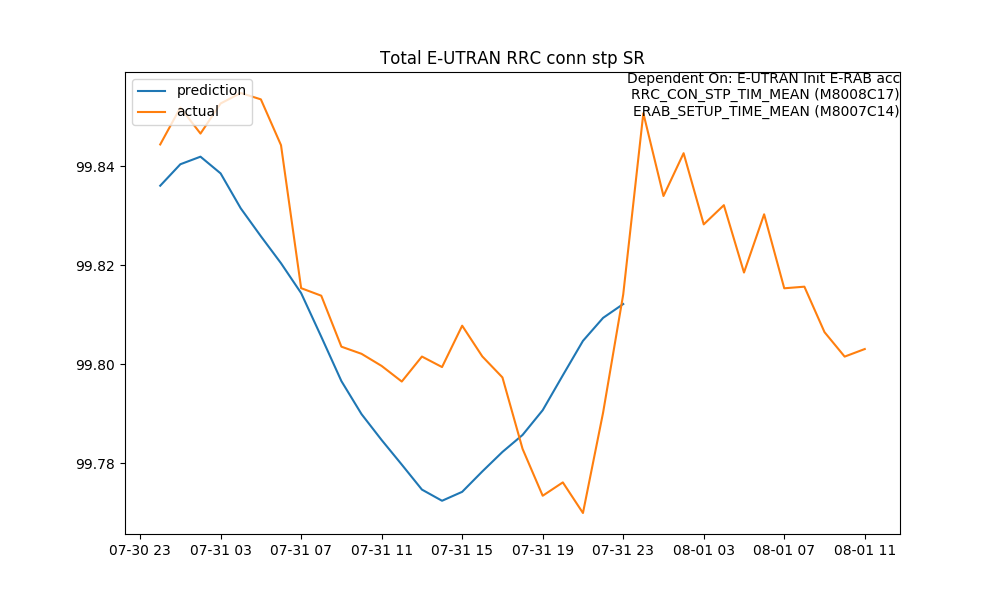 Total E-UTRAN RRC conn stp SR
Dependent On: E-UTRAN Init E-RAB acc
RRC_CON_STP_TIM_MEAN (M8008C17)
ERAB_SETUP_TIME_MEAN (M8007C14)
prediction
actual
99.84
99.82
99.80
99.78
07-30 23 07-31 03 07-31 07 07-31 11 07-31 15 07-31 19 07-31 23 08-01 03 08-01 07 08-01 11